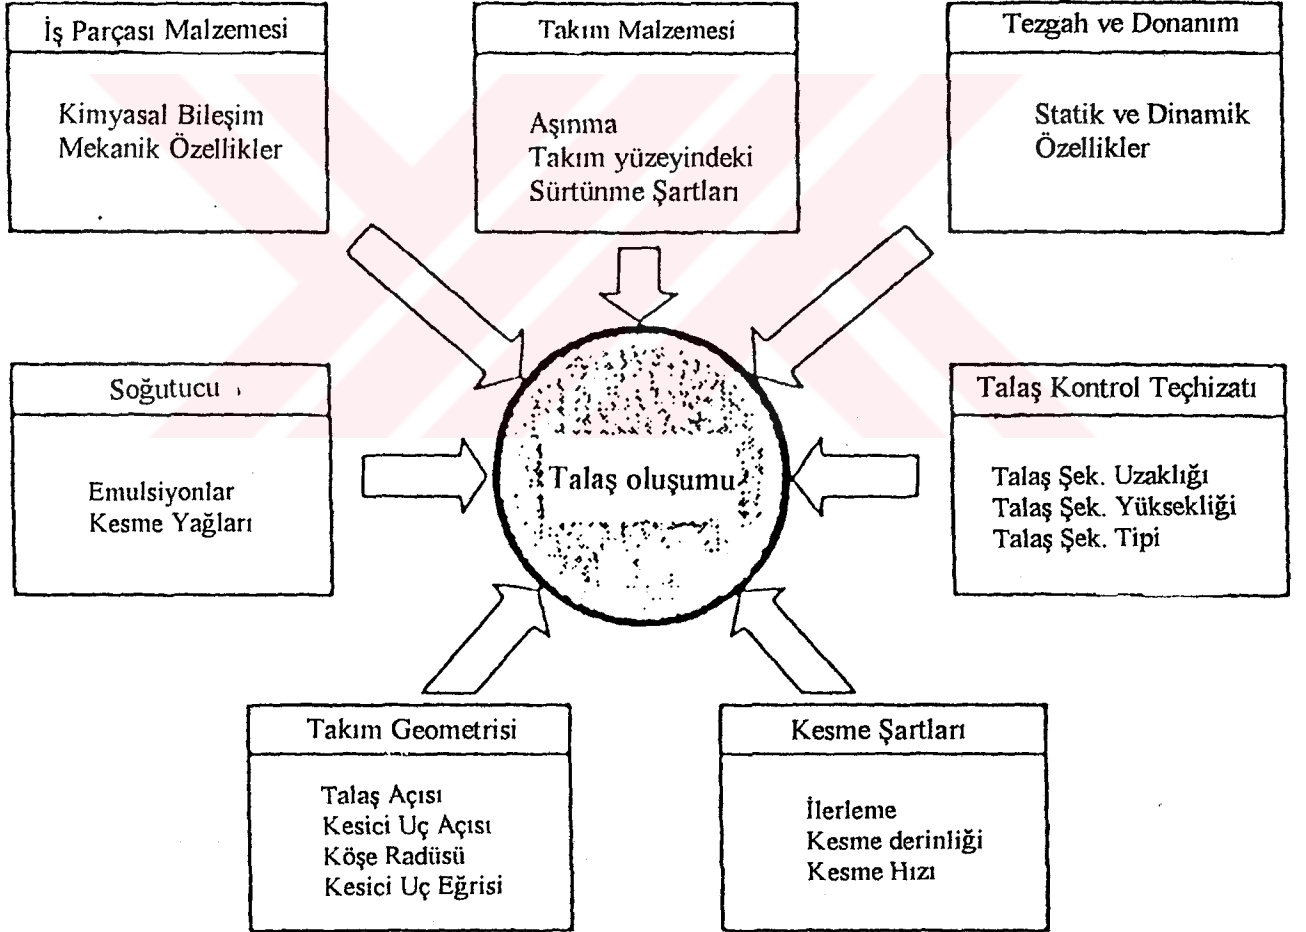 İş Parçası Malzemesi
Kimyasal Bileşim
Mekanik Özellikler
Takım Malzemesi
Aşınma
Takım yüzeyindeki
Sürtünme Şartları
Tezgah ve Donanım
Statik ve Dinamik
Özellikler
Soğutucu
Emulsiyonlar
Kesme Yağları
Talaş oluşumu
Talaş Kontrol Teçhizatı
Talaş Şek. Uzaklığı
Talaş Şek. Yüksekliği
Talaş Şek. Tipi
Takım Geometrisi
Talaş Açısı
Kesici Uç Açısı
Köşe Radüsü
Kesici Uç Eğrisi
Kesme Şartları
İlerleme
Kesme derinliği
Kesme Hızı